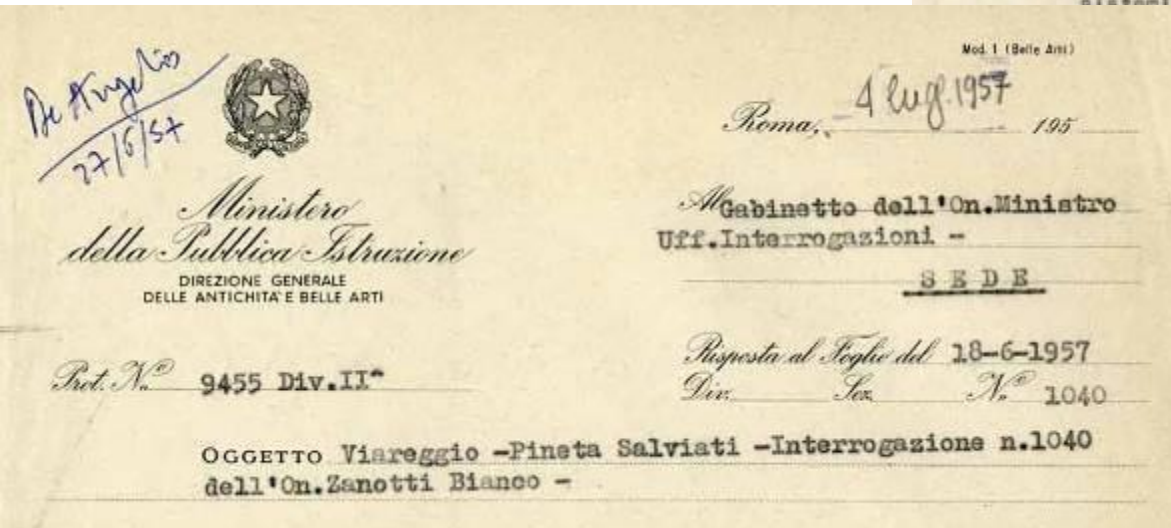 Mod. 1 (Belle Arti)
De Angelis
27/6/57
Roma, 4 lug. 1957 195
Ministero
della Pubblica Istruzione
DIREZIONE GENERALE
DELLE ANTICHITA' E BELLE ARTI
Al Gabinetto dell'On.Ministro
Uff.Interrogazioni -
SEDE
Prot. N.º 9455 Div.IIª
Risposta al Foglio del 18-6-1957
Div. Sez. N.º 1040
OGGETTO Viareggio -Pineta Salviati -Interrogazione n.1040
dell'On.Zanotti Bianco -